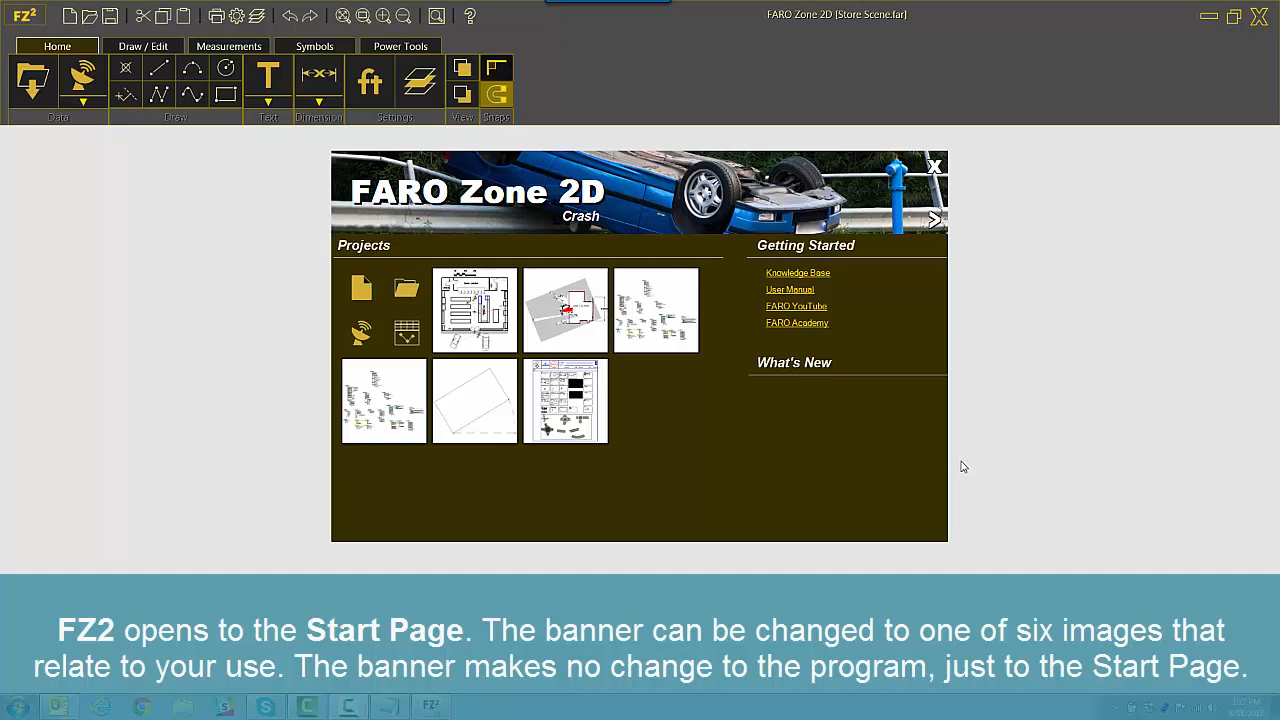 FZ²
FARO Zone 2D [Store Scene.far]
Home
Draw / Edit
Measurements
Symbols
Power Tools
ft
Data
Draw
Text
Dimension
Settings
View
Snaps
FARO Zone 2D
Crash
X
>
Projects
Getting Started
Knowledge Base
User Manual
FARO YouTube
FARO Academy
What's New
FZ2 opens to the Start Page. The banner can be changed to one of six images that
relate to your use. The banner makes no change to the program, just to the Start Page.
FZ²